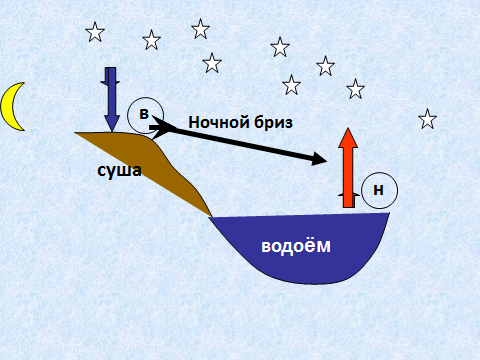 в
Ночной бриз
суша
н
водоём